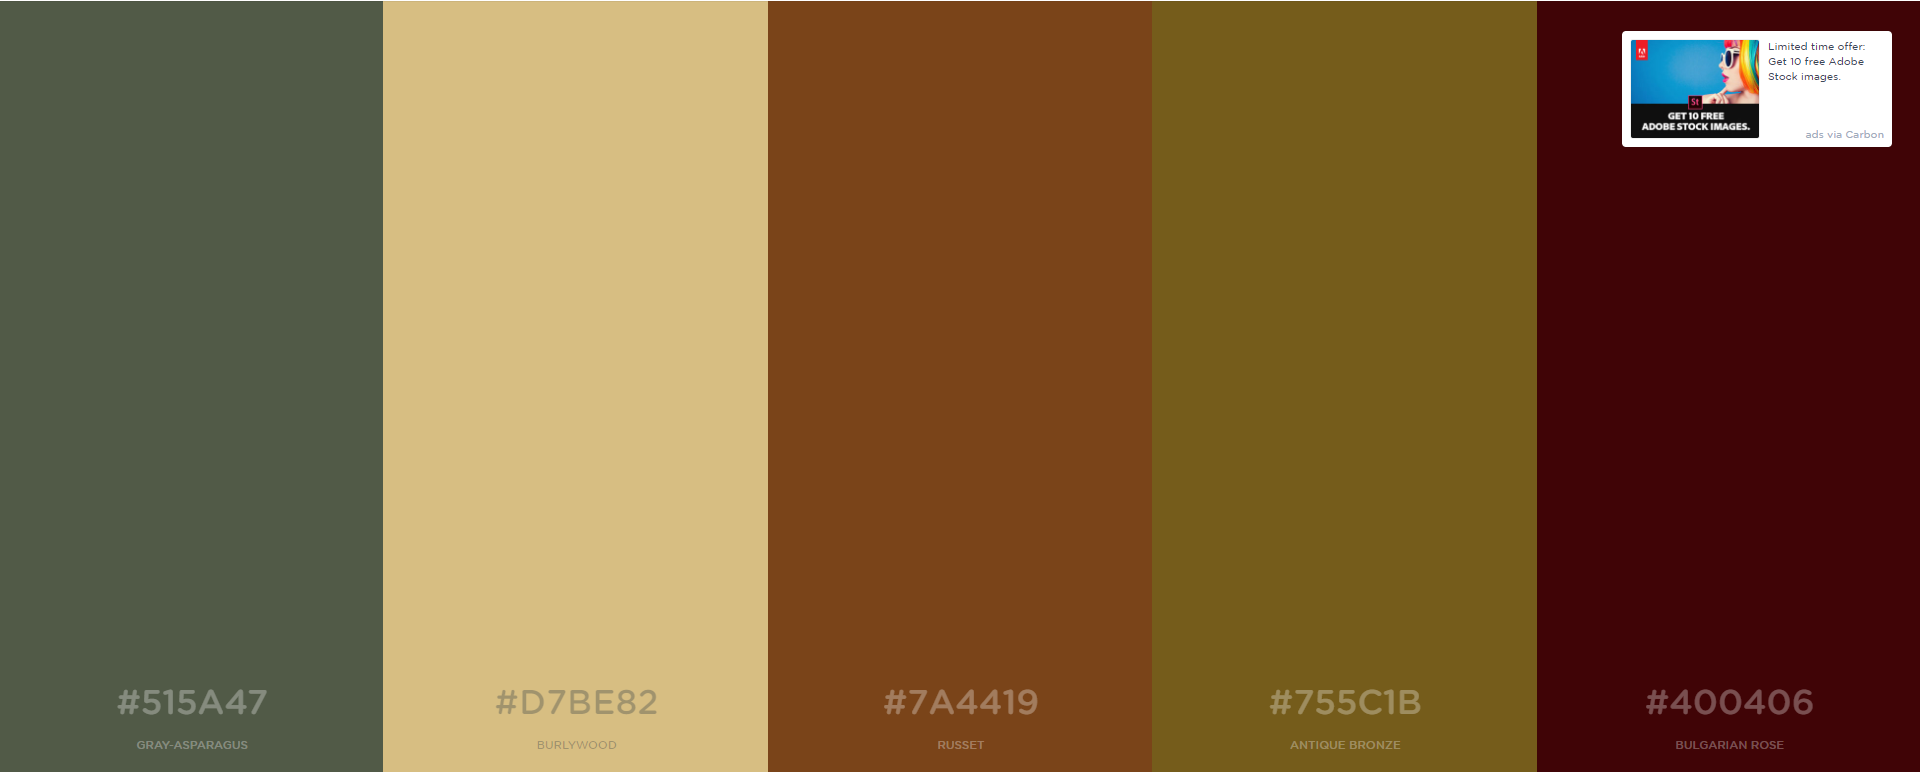 Limited time offer:
Get 10 free Adobe
Stock images.
St
GET 10 FREE
ADOBE STOCK IMAGES.
ads via Carbon
#515A47
#D7BE82
#7A4419
#755C1B
#400406
GRAY-ASPARAGUS
BURLYWOOD
RUSSET
ANTIQUE BRONZE
BULGARIAN ROSE